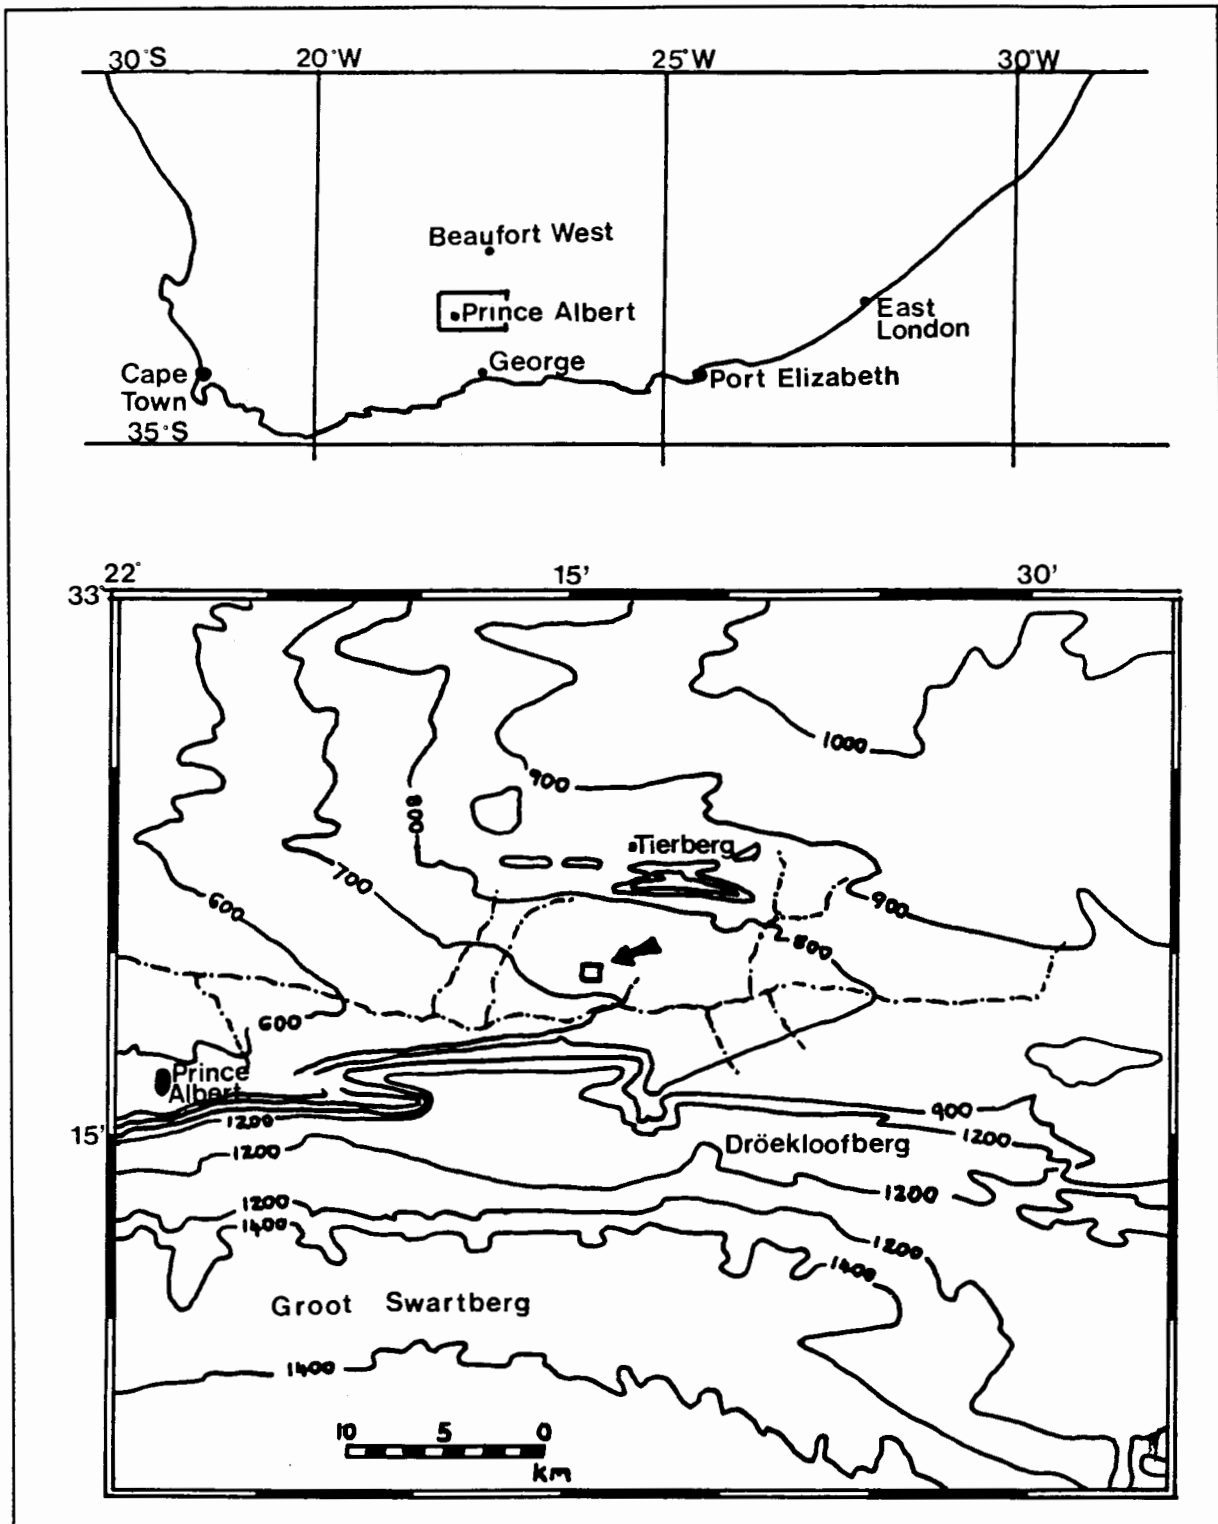 30°S 20°W 25°W 30°W
Beaufort West
Prince Albert
East
London
George
Cape
Town
Port Elizabeth
35°S
22° 15' 30'
33°
1000
900
800
Tierberg
700
600
900
800
600
Prince
Albert
900
1200
1200
15'
Dröekloofberg
1200
1200
1200
1400
1200
1400
Groot Swartberg
1400
10 5 0
km